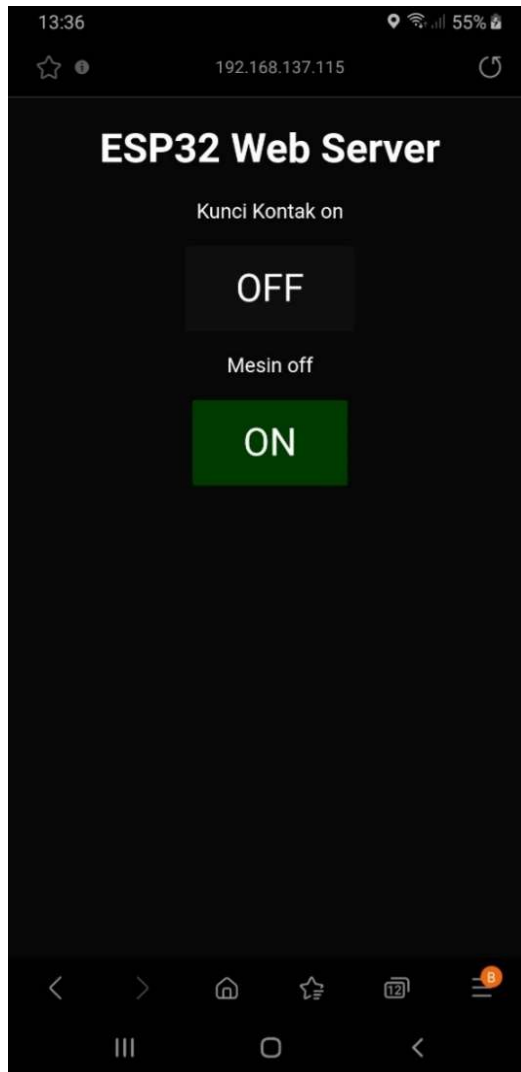 13:36
55%
192.168.137.115
ESP32 Web Server
Kunci Kontak on
OFF
Mesin off
ON
12
B